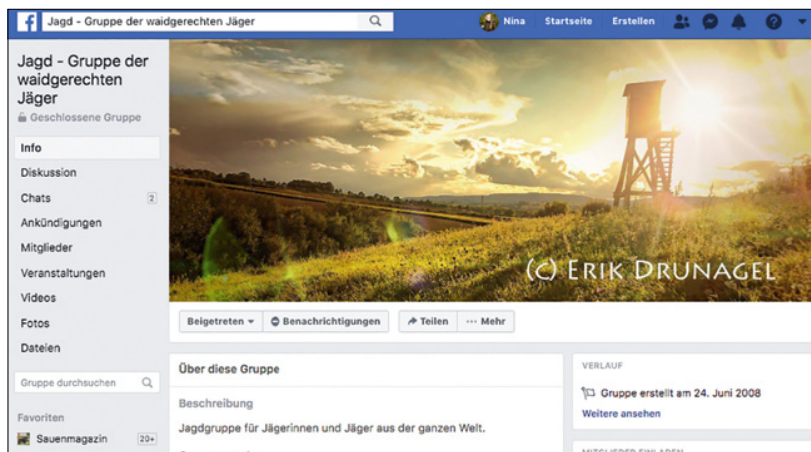 Jagd - Gruppe der waidgerechten Jäger
Nina
Startseite
Erstellen
Jagd - Gruppe der
waidgerechten
Jäger
Geschlossene Gruppe
Info
Diskussion
Chats
2
Ankündigungen
Mitglieder
Veranstaltungen
Videos
Fotos
Dateien
Gruppe durchsuchen
Favoriten
Sauenmagazin
20+
(C) ERIK DRUNAGEL
Beigetreten
Benachrichtigungen
Teilen
Mehr
Über diese Gruppe
Beschreibung
Jagdgruppe für Jägerinnen und Jäger aus der ganzen Welt.
VERLAUF
Gruppe erstellt am 24. Juni 2008
Weitere ansehen
MITGLIEDER EINLADEN